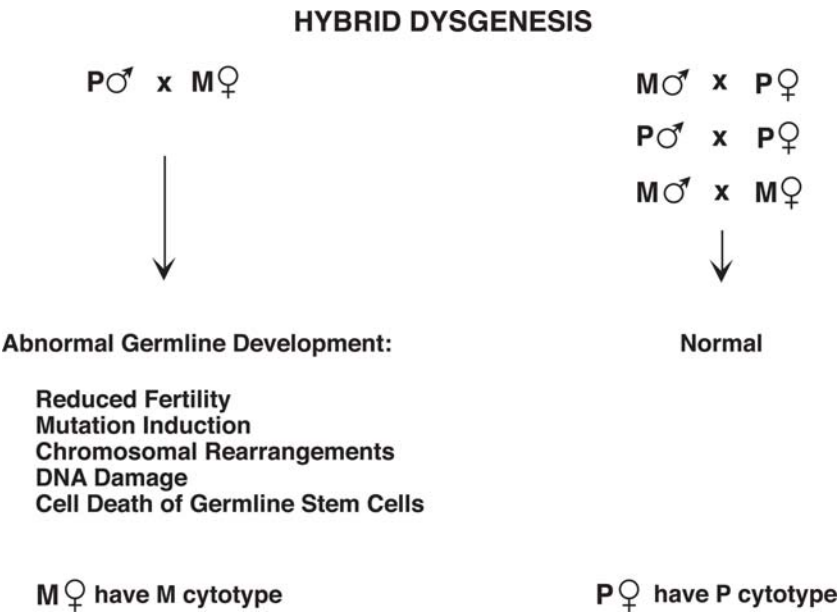 HYBRID DYSGENESIS
P♂ x M♀
Abnormal Germline Development:
Reduced Fertility
Mutation Induction
Chromosomal Rearrangements
DNA Damage
Cell Death of Germline Stem Cells
M♀ have M cytotype
M♂ x P♀
P♂ x P♀
M♂ x M♀
Normal
P♀ have P cytotype